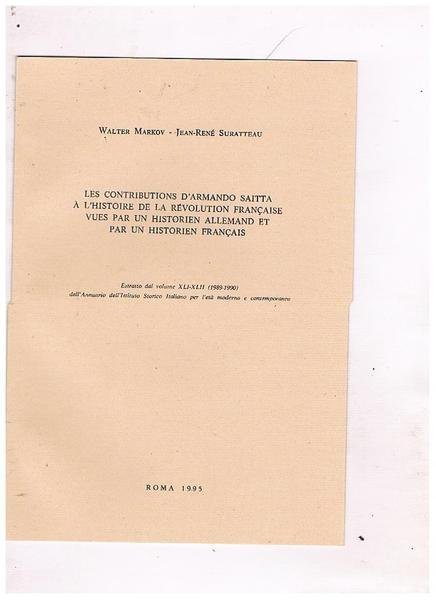 WALTER MARKOV - JEAN-RENÉ SURATTEAU
LES CONTRIBUTIONS D'ARMANDO SAITTA
À L'HISTOIRE DE LA RÉVOLUTION FRANÇAISE
VUES PAR UN HISTORIEN ALLEMAND ET
PAR UN HISTORIEN FRANÇAIS
Estratto dal volume XLI-XLII (1989-1990)
dell'Annuario dell'Istituto Storico Italiano per l'età moderna e contemporanea
ROMA 1995